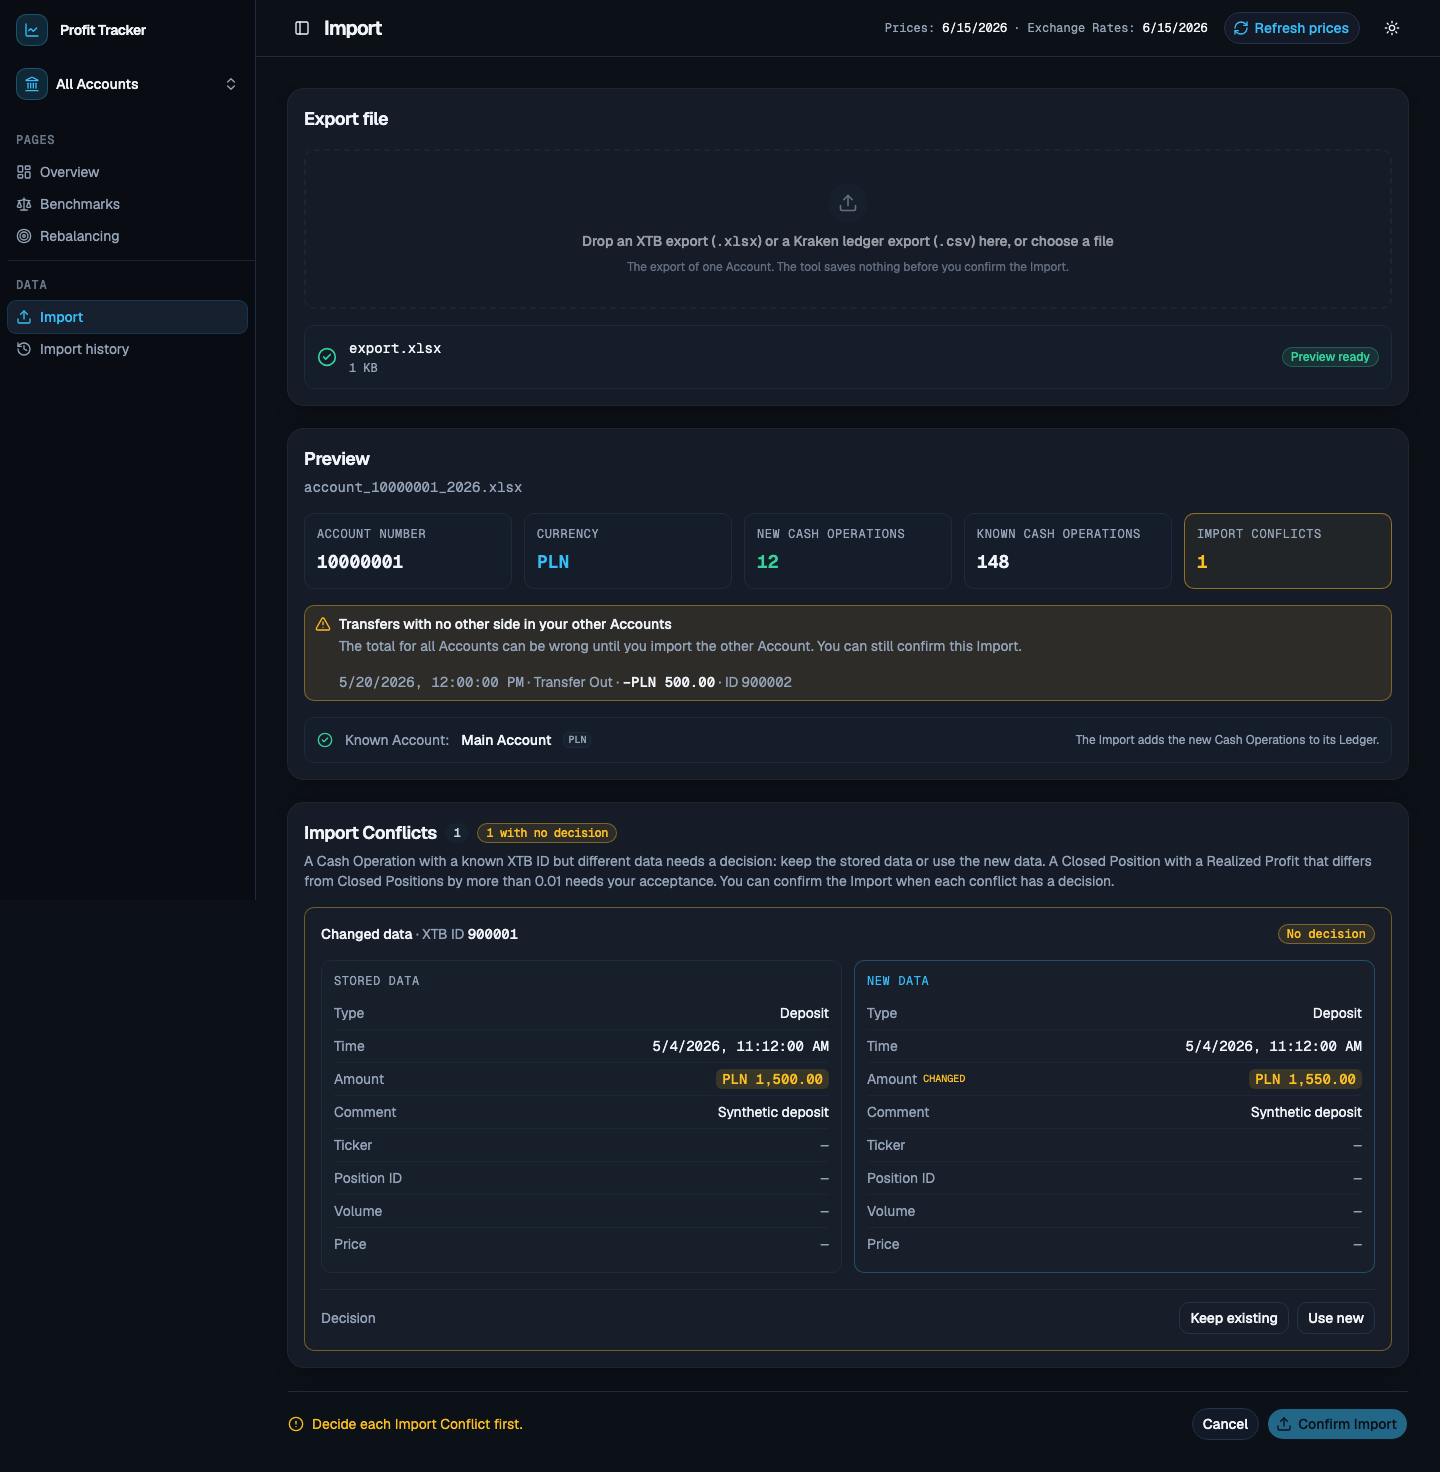 Profit Tracker
All Accounts
PAGES
Overview
Benchmarks
Rebalancing
DATA
Import
Import history
Import
Prices: 6/15/2026 · Exchange Rates: 6/15/2026
Refresh prices
Export file
Drop an XTB export (.xlsx) or a Kraken ledger export (.csv) here, or choose a file
The export of one Account. The tool saves nothing before you confirm the Import.
export.xlsx
1 KB
Preview ready
Preview
account_10000001_2026.xlsx
ACCOUNT NUMBER
10000001
CURRENCY
PLN
NEW CASH OPERATIONS
12
KNOWN CASH OPERATIONS
148
IMPORT CONFLICTS
1
Transfers with no other side in your other Accounts
The total for all Accounts can be wrong until you import the other Account. You can still confirm this Import.
5/20/2026, 12:00:00 PM · Transfer Out · −PLN 500.00 · ID 900002
Known Account: Main Account PLN
The Import adds the new Cash Operations to its Ledger.
Import Conflicts 1 1 with no decision
A Cash Operation with a known XTB ID but different data needs a decision: keep the stored data or use the new data. A Closed Position with a Realized Profit that differs
from Closed Positions by more than 0.01 needs your acceptance. You can confirm the Import when each conflict has a decision.
Changed data · XTB ID 900001
No decision
STORED DATA
Type Deposit
Time 5/4/2026, 11:12:00 AM
Amount PLN 1,500.00
Comment Synthetic deposit
Ticker —
Position ID —
Volume —
Price —
NEW DATA
Type Deposit
Time 5/4/2026, 11:12:00 AM
Amount CHANGED PLN 1,550.00
Comment Synthetic deposit
Ticker —
Position ID —
Volume —
Price —
Decision
Keep existing
Use new
Decide each Import Conflict first.
Cancel
Confirm Import